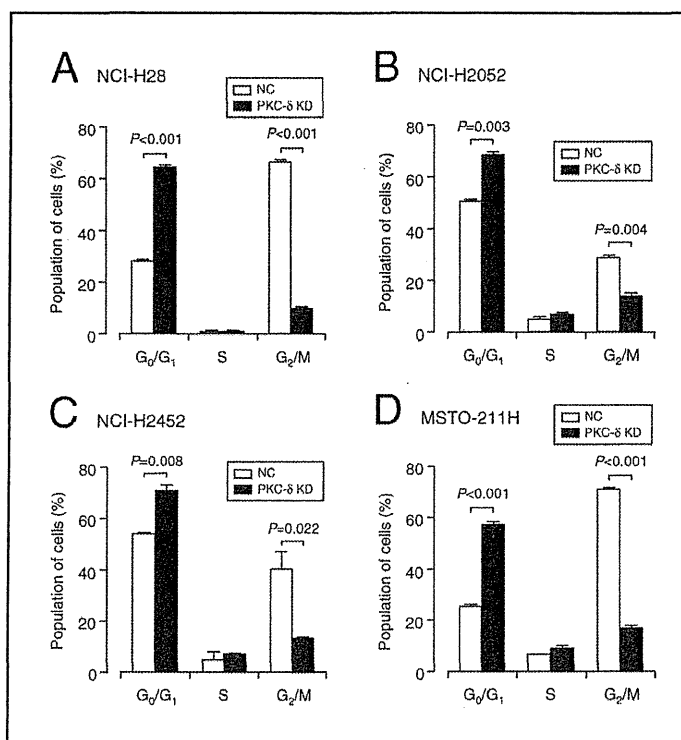 A NCI-H28
NC
PKC-δ KD
P<0.001
P<0.001
Population of cells (%)
80
60
40
20
0
G0/G1
S
G2/M
B NCI-H2052
NC
PKC-δ KD
P=0.003
P=0.004
Population of cells (%)
80
60
40
20
0
G0/G1
S
G2/M
C NCI-H2452
NC
PKC-δ KD
P=0.008
P=0.022
Population of cells (%)
80
60
40
20
0
G0/G1
S
G2/M
D MSTO-211H
NC
PKC-δ KD
P<0.001
P<0.001
Population of cells (%)
80
60
40
20
0
G0/G1
S
G2/M